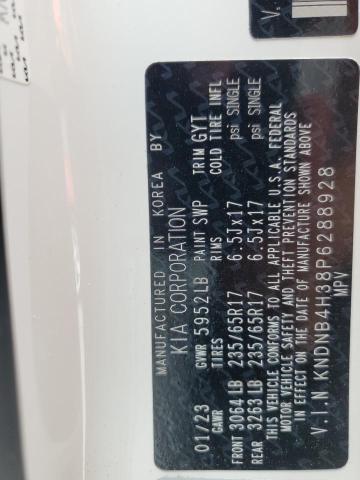 MANUFACTURED IN KOREA BY
KIA CORPORATION
01/23 GVWR 5952LB PAINT SWP TRIM GYT
GAWR TIRES RIMS COLD TIRE INFL
FRONT 3064LB 235/65R17 6.5Jx17 psi SINGLE
REAR 3263LB 235/65R17 6.5Jx17 psi SINGLE
THIS VEHICLE CONFORMS TO ALL APPLICABLE U.S.A. FEDERAL
MOTOR VEHICLE SAFETY AND THEFT PREVENTION STANDARDS
IN EFFECT ON THE DATE OF MANUFACTURE SHOWN ABOVE
V.I.N KNDNB4H38P6288928
MPV
V.